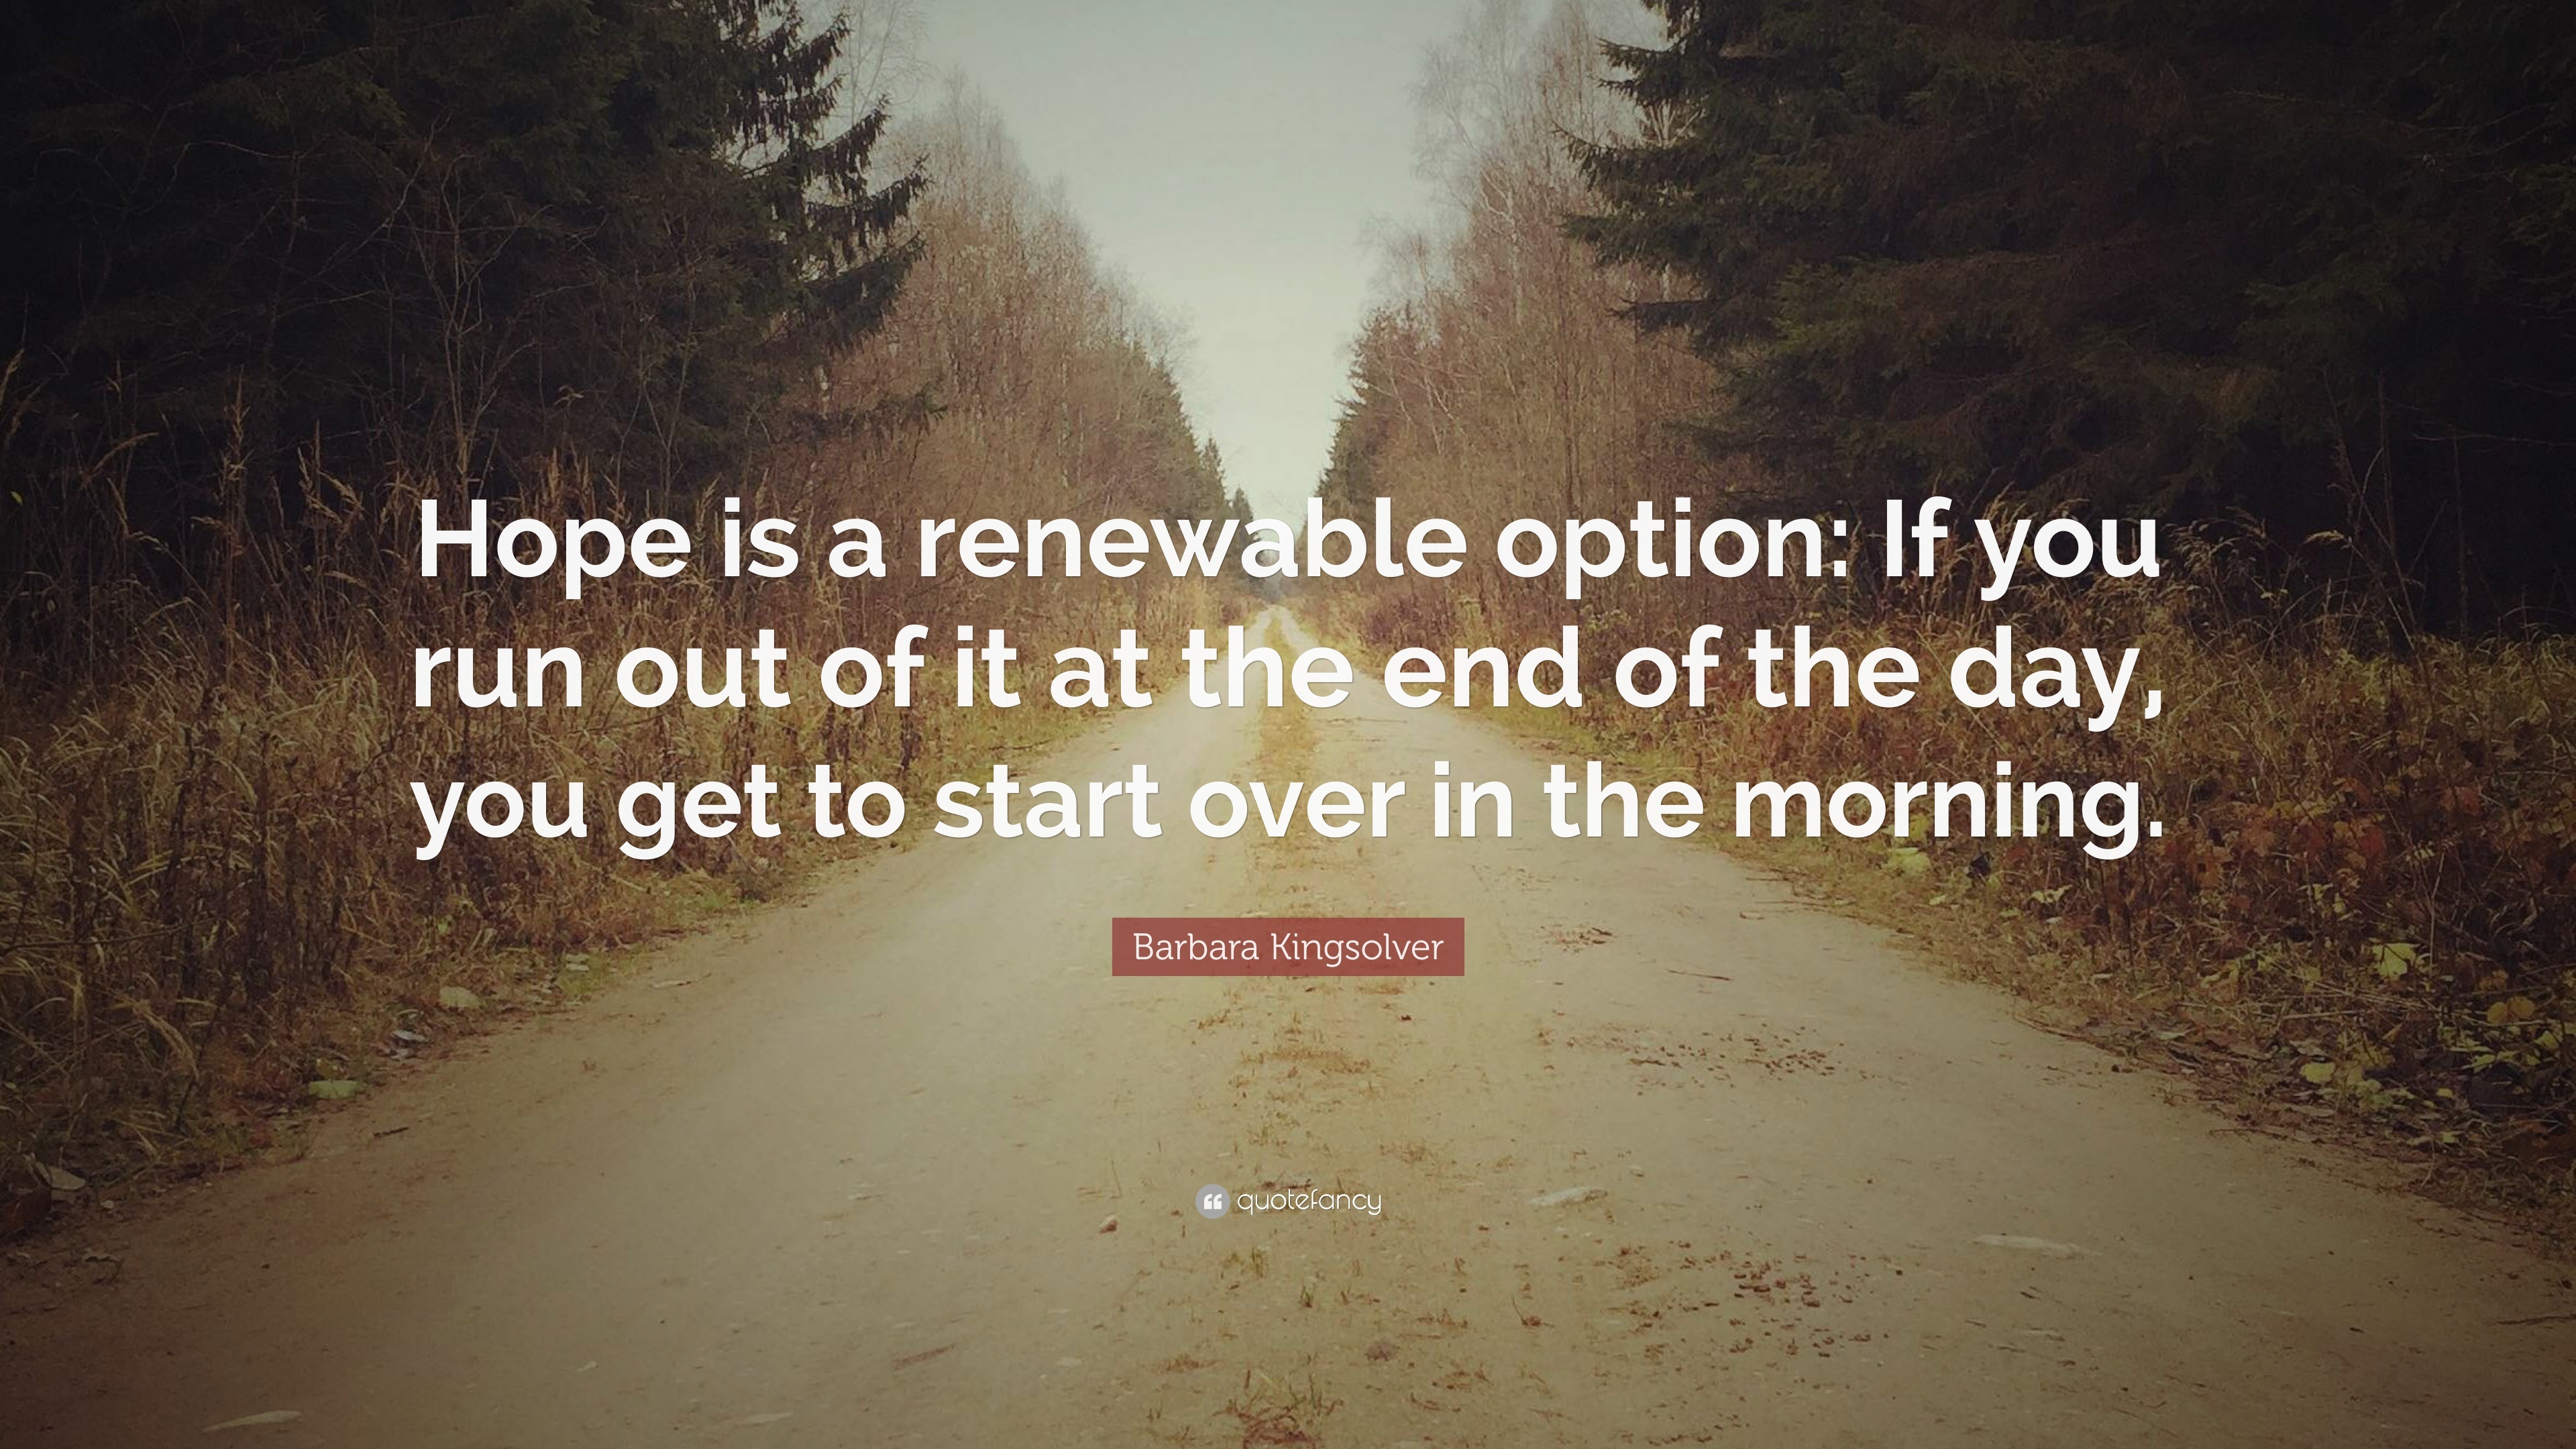 Hope is a renewable option: If you
run out of it at the end of the day,
you get to start over in the morning.
Barbara Kingsolver
quotefancy